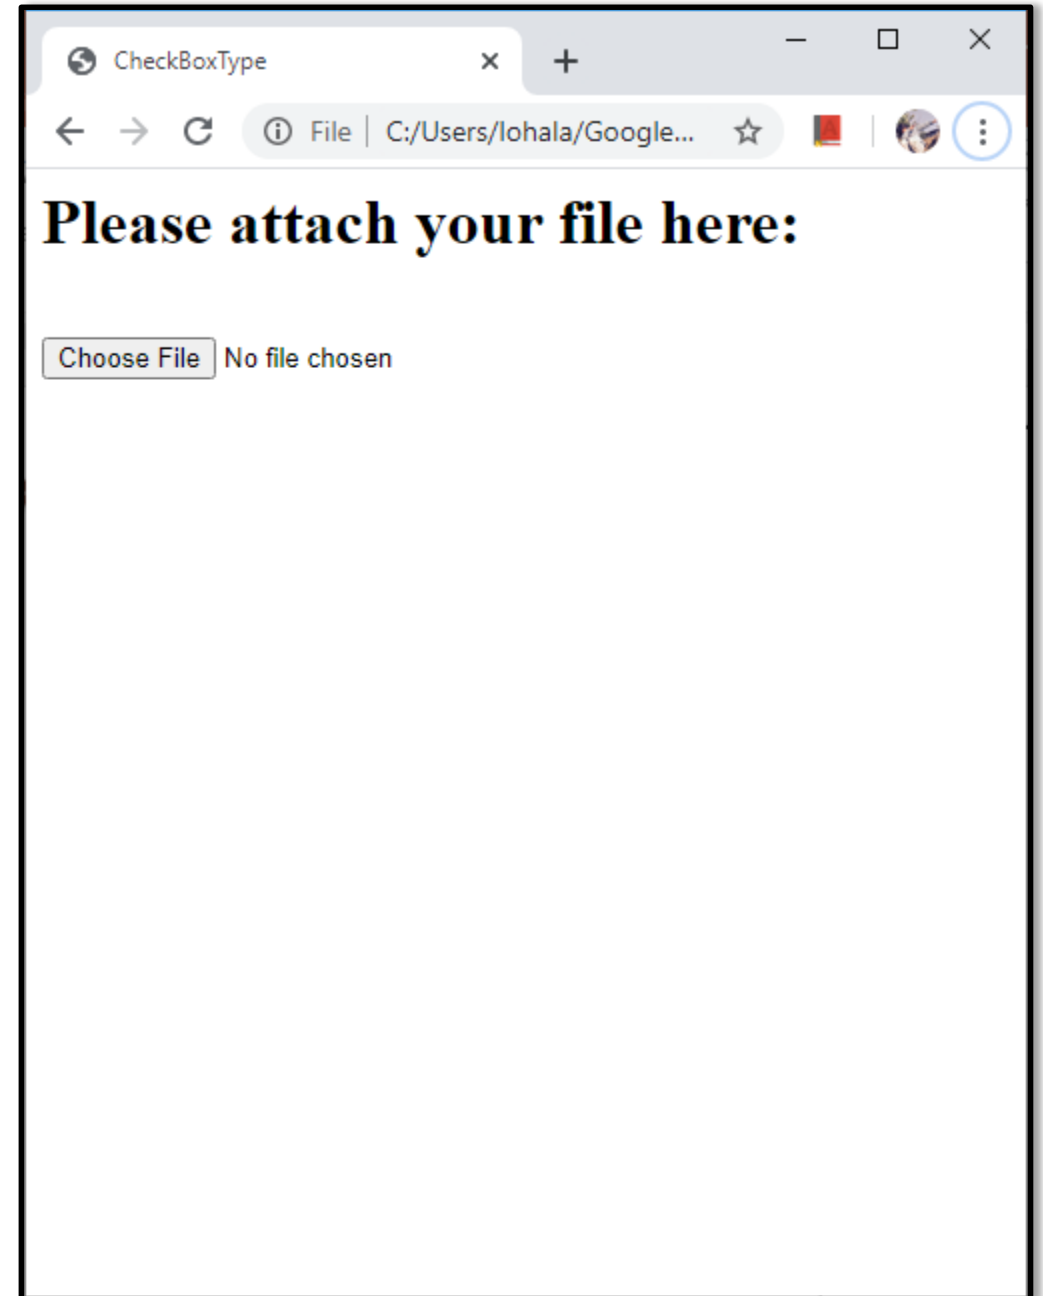 CheckBoxType
File C:/Users/lohala/Google...
Please attach your file here:
Choose File No file chosen